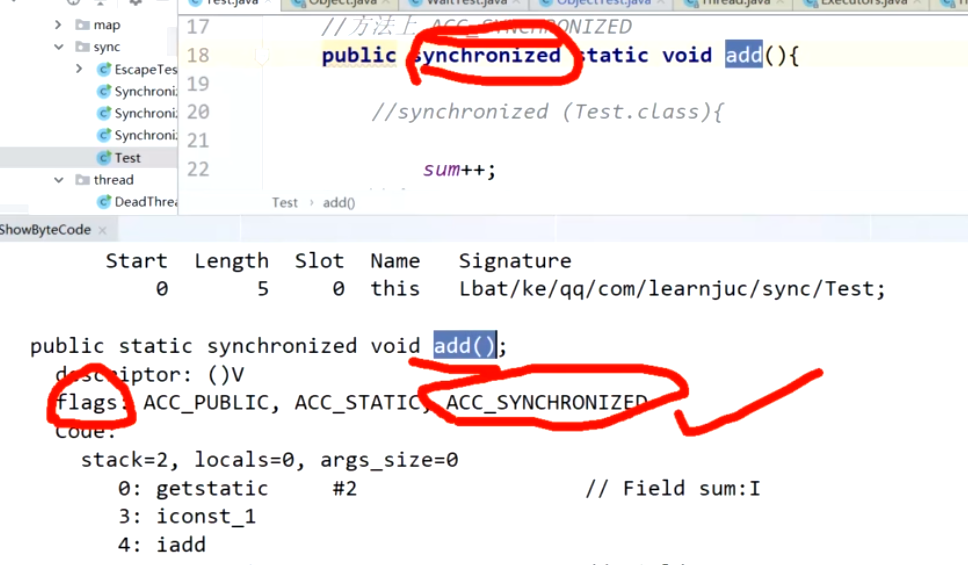 Test.java
Object.java
WaitTest.java
ObjectTest.java
Thread.java
Executors.java
map
sync
EscapeTes
Synchroni
Synchroni
Synchroni
Test
thread
DeadThrea
17 //方法上 ACC_SYNCHRONIZED
18 public synchronized static void add(){
19
20 //synchronized (Test.class){
21
22 sum++;
Test › add()
ShowByteCode
Start Length Slot Name Signature
0 5 0 this Lbat/ke/qq/com/learnjuc/sync/Test;
public static synchronized void add();
descriptor: ()V
flags: ACC_PUBLIC, ACC_STATIC, ACC_SYNCHRONIZED
Code:
stack=2, locals=0, args_size=0
0: getstatic #2 // Field sum:I
3: iconst_1
4: iadd